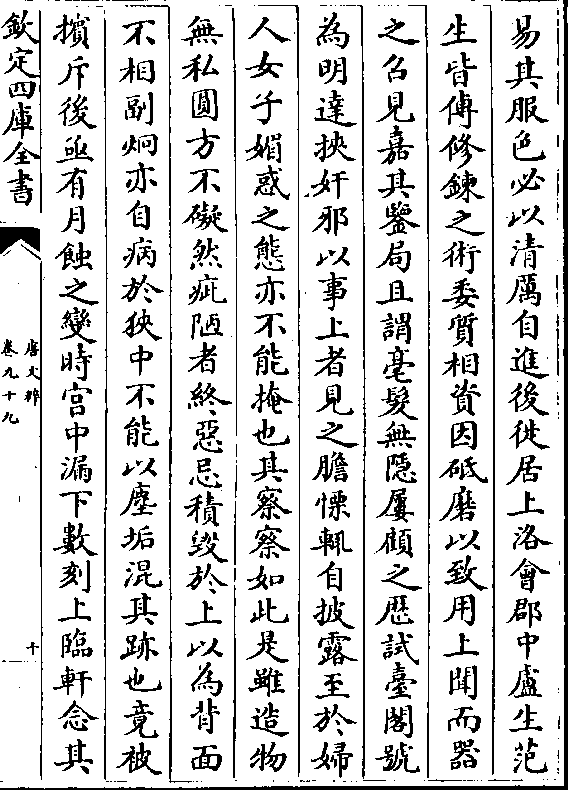 易其服色必以清厲自進後徙居上洛會郡中盧生范
生皆傳修鍊之術委質相資因砥磨以致用上聞而器
之召見嘉其鑒局且謂毫髮無隱屢顧之歴試臺閣號
為明達挾奸邪以事上者見之膽慄輒自披露至於婦
人女子媚惑之態亦不能掩也其察察如此是雖造物
無私圓方不礙然疵陋者終惡忌積毀於上以為背面
不相副炯亦自病於狹中不能以塵垢混其跡也竟被
擯斥後亟有月蝕之變時宫中漏下數刻上臨軒念其
欽定四庫全書
唐文粹
卷九十九
十